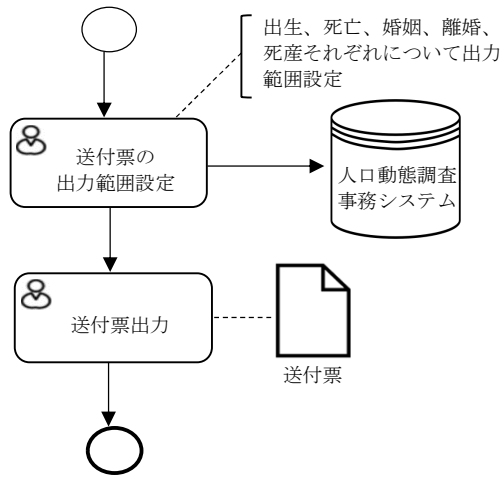 出生、死亡、婚姻、離婚、
死産それぞれについて出力
範囲設定
送付票の
出力範囲設定
人口動態調査
事務システム
送付票出力
送付票